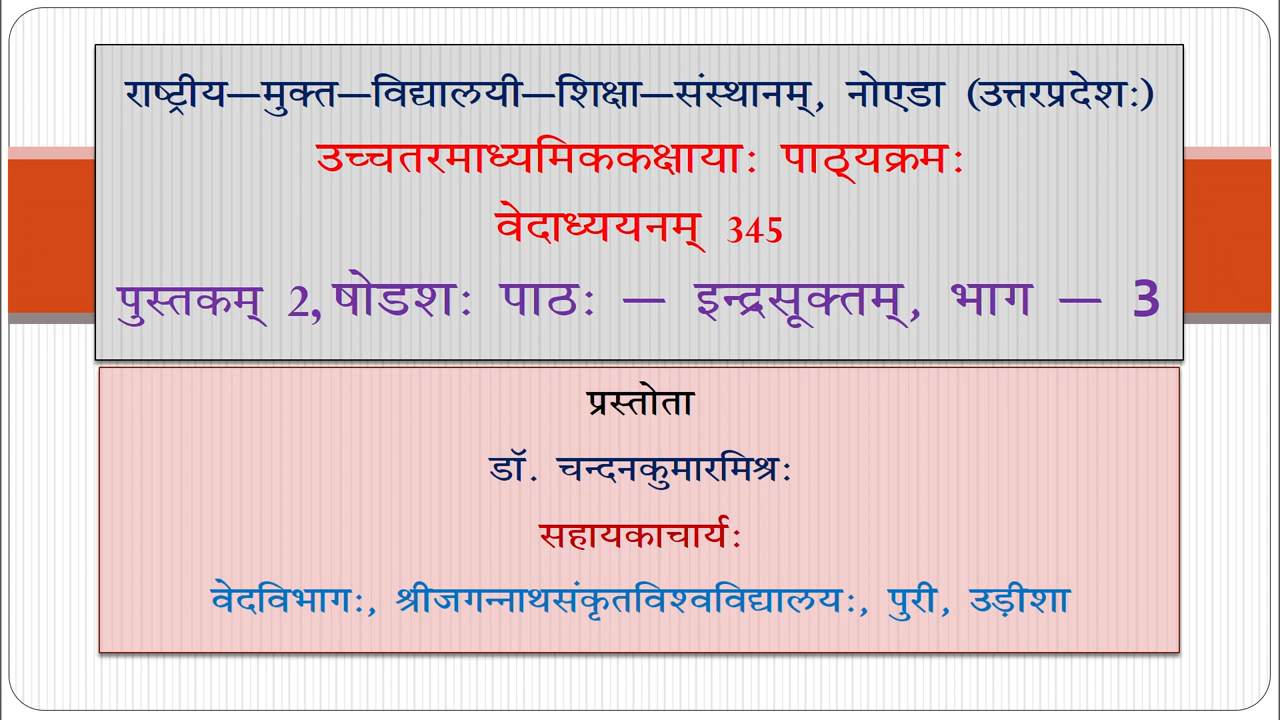 राष्ट्रीय–मुक्त–विद्यालयी–शिक्षा–संस्थानम्, नोएडा (उत्तरप्रदेशः)
उच्चतरमाध्यमिककक्षायाः पाठ्यक्रमः
वेदाध्ययनम् 345
पुस्तकम् 2, षोडशः पाठः – इन्द्रसूक्तम्, भाग – 3
प्रस्तोता
डॉ. चन्दनकुमारमिश्रः
सहायकाचार्यः
वेदविभागः, श्रीजगन्नाथसंकृतविश्वविद्यालयः, पुरी, उड़ीशा